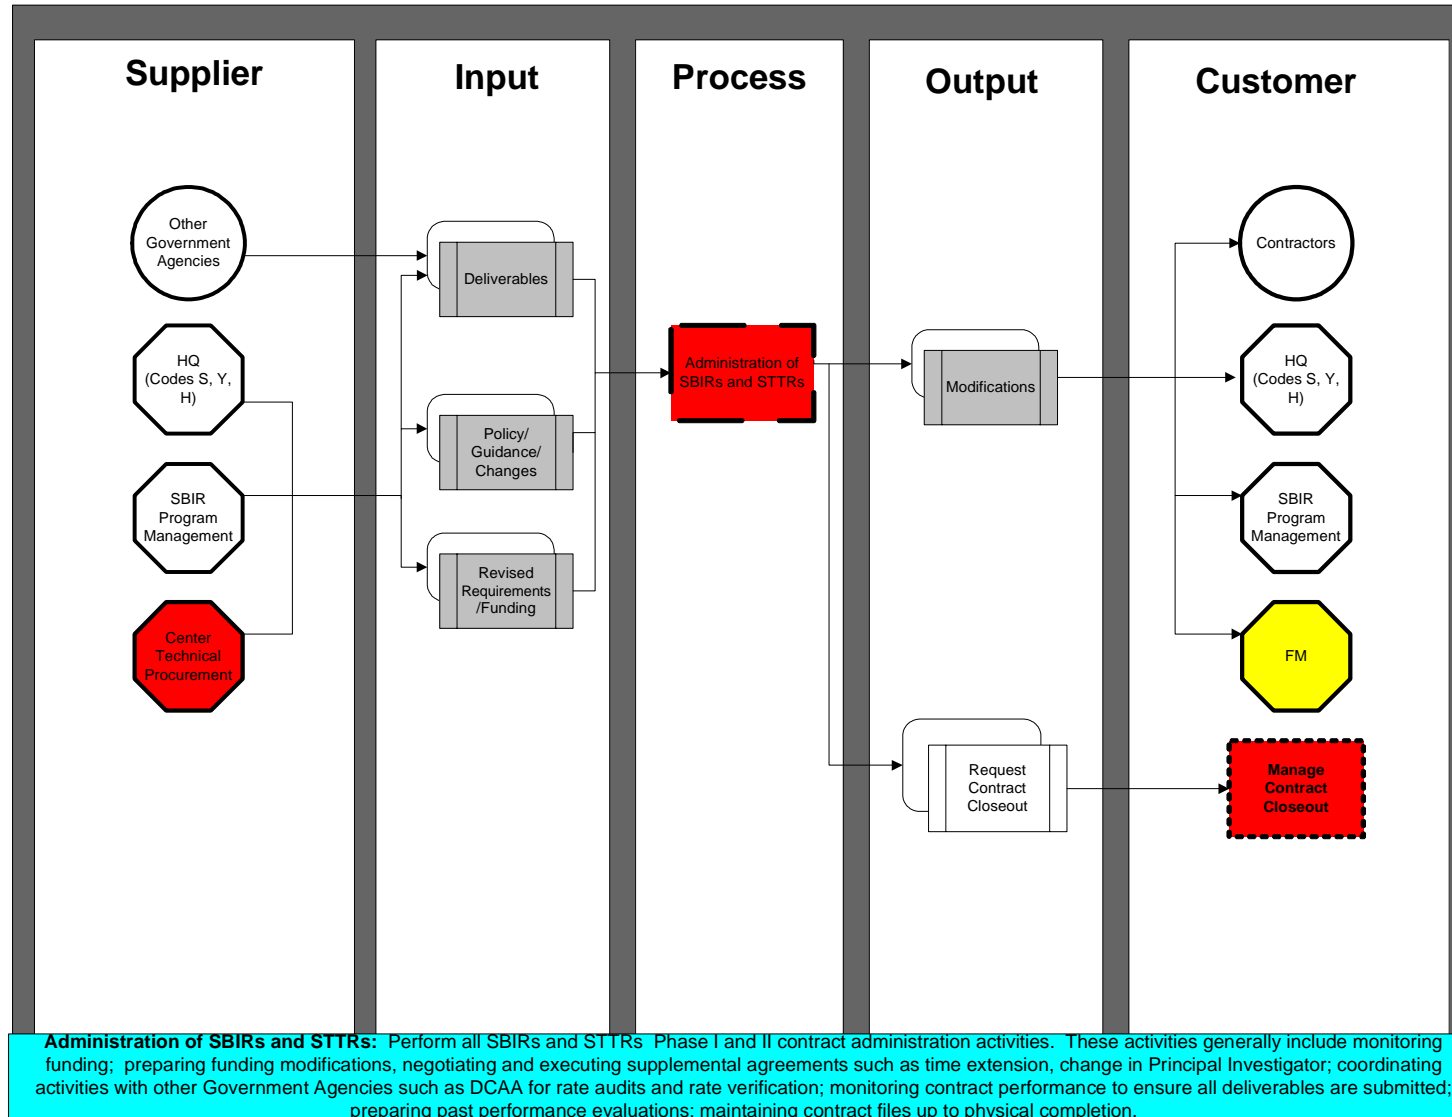 Supplier
Input
Process
Output
Customer
Other
Government
Agencies
HQ
(Codes S, Y,
H)
SBIR
Program
Management
Center
Technical
Procurement
Deliverables
Policy/
Guidance/
Changes
Revised
Requirements
/Funding
Administration of
SBIRs and STTRs
Modifications
Request
Contract
Closeout
Contractors
HQ
(Codes S, Y,
H)
SBIR
Program
Management
FM
Manage
Contract
Closeout
Administration of SBIRs and STTRs: Perform all SBIRs and STTRs Phase I and II contract administration activities. These activities generally include monitoring
funding; preparing funding modifications, negotiating and executing supplemental agreements such as time extension, change in Principal Investigator; coordinating
activities with other Government Agencies such as DCAA for rate audits and rate verification; monitoring contract performance to ensure all deliverables are submitted;
preparing past performance evaluations; maintaining contract files up to physical completion.